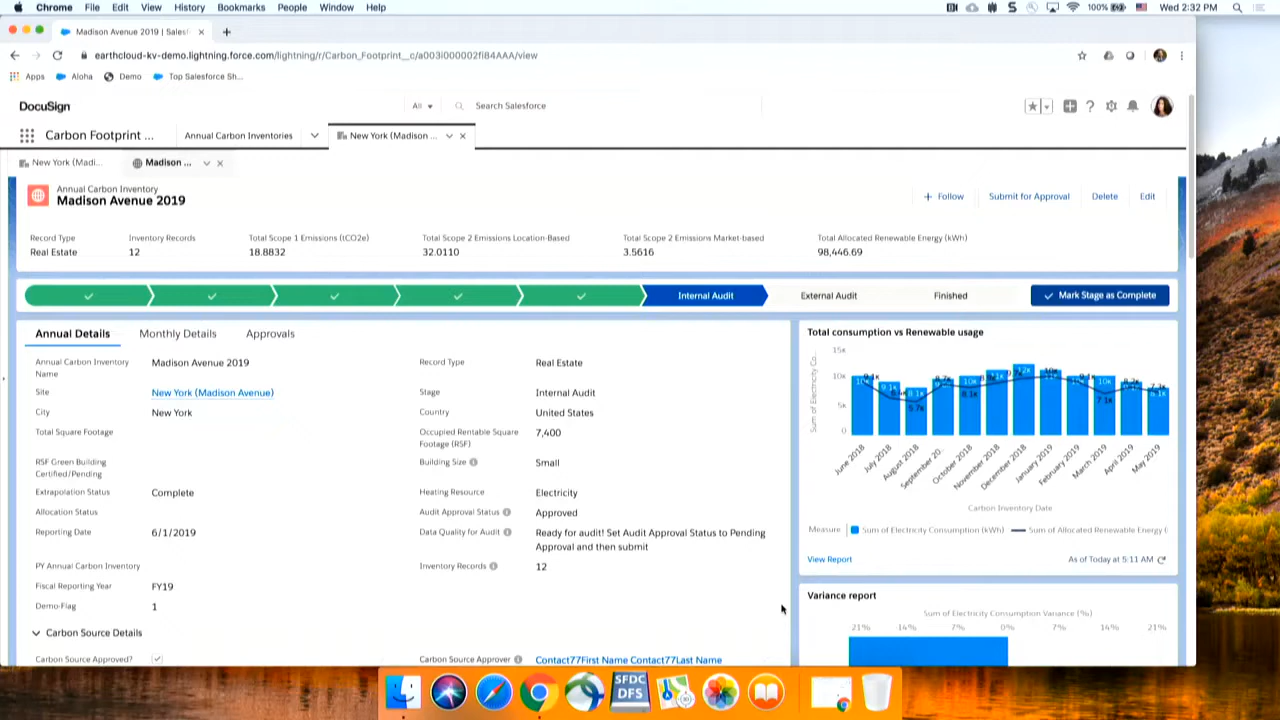 Chrome File Edit View History Bookmarks People Window Help 100% Wed 2:32 PM
Madison Avenue 2019 | Salesf
earthcloud-kv-demo.lightning.force.com/lightning/r/Carbon_Footprint__c/a003i000002fi84AAA/view
Apps Aloha Demo Top Salesforce Sh...
DocuSign All Search Salesforce
Carbon Footprint ... Annual Carbon Inventories New York (Madison ...
New York (Madi... Madison ...
Annual Carbon Inventory
Madison Avenue 2019
+ Follow Submit for Approval Delete Edit
Record Type Inventory Records Total Scope 1 Emissions (tCO2e) Total Scope 2 Emissions Location-Based Total Scope 2 Emissions Market-based Total Allocated Renewable Energy (kWh)
Real Estate 12 18.8832 32.0110 3.5616 98,446.69
Internal Audit External Audit Finished Mark Stage as Complete
Annual Details Monthly Details Approvals
Annual Carbon Inventory Name Madison Avenue 2019 Record Type Real Estate
Site New York (Madison Avenue) Stage Internal Audit
City New York Country United States
Total Square Footage Occupied Rentable Square Footage (RSF) 7,400
RSF Green Building Certified/Pending Building Size Small
Extrapolation Status Complete Heating Resource Electricity
Allocation Status Audit Approval Status Approved
Reporting Date 6/1/2019 Data Quality for Audit Ready for audit! Set Audit Approval Status to Pending Approval and then submit
PY Annual Carbon Inventory Inventory Records 12
Fiscal Reporting Year FY19
Demo-Flag 1
Carbon Source Details
Carbon Source Approved? Carbon Source Approver Contact77First Name Contact77Last Name
Total consumption vs Renewable usage
Sum of Electricity Co...
15k
10k
5k
0
June 2018 July 2018 August 2018 September 20... October 2018 November 2018 December 2018 January 2019 February 2019 March 2019 April 2019 May 2019
Carbon Inventory Date
Measure Sum of Electricity Consumption (kWh) Sum of Allocated Renewable Energy (
View Report As of Today at 5:11 AM
Variance report
Sum of Electricity Consumption Variance (%)
21% 14% 7% 0% 7% 14% 21%
SFDC
DFS